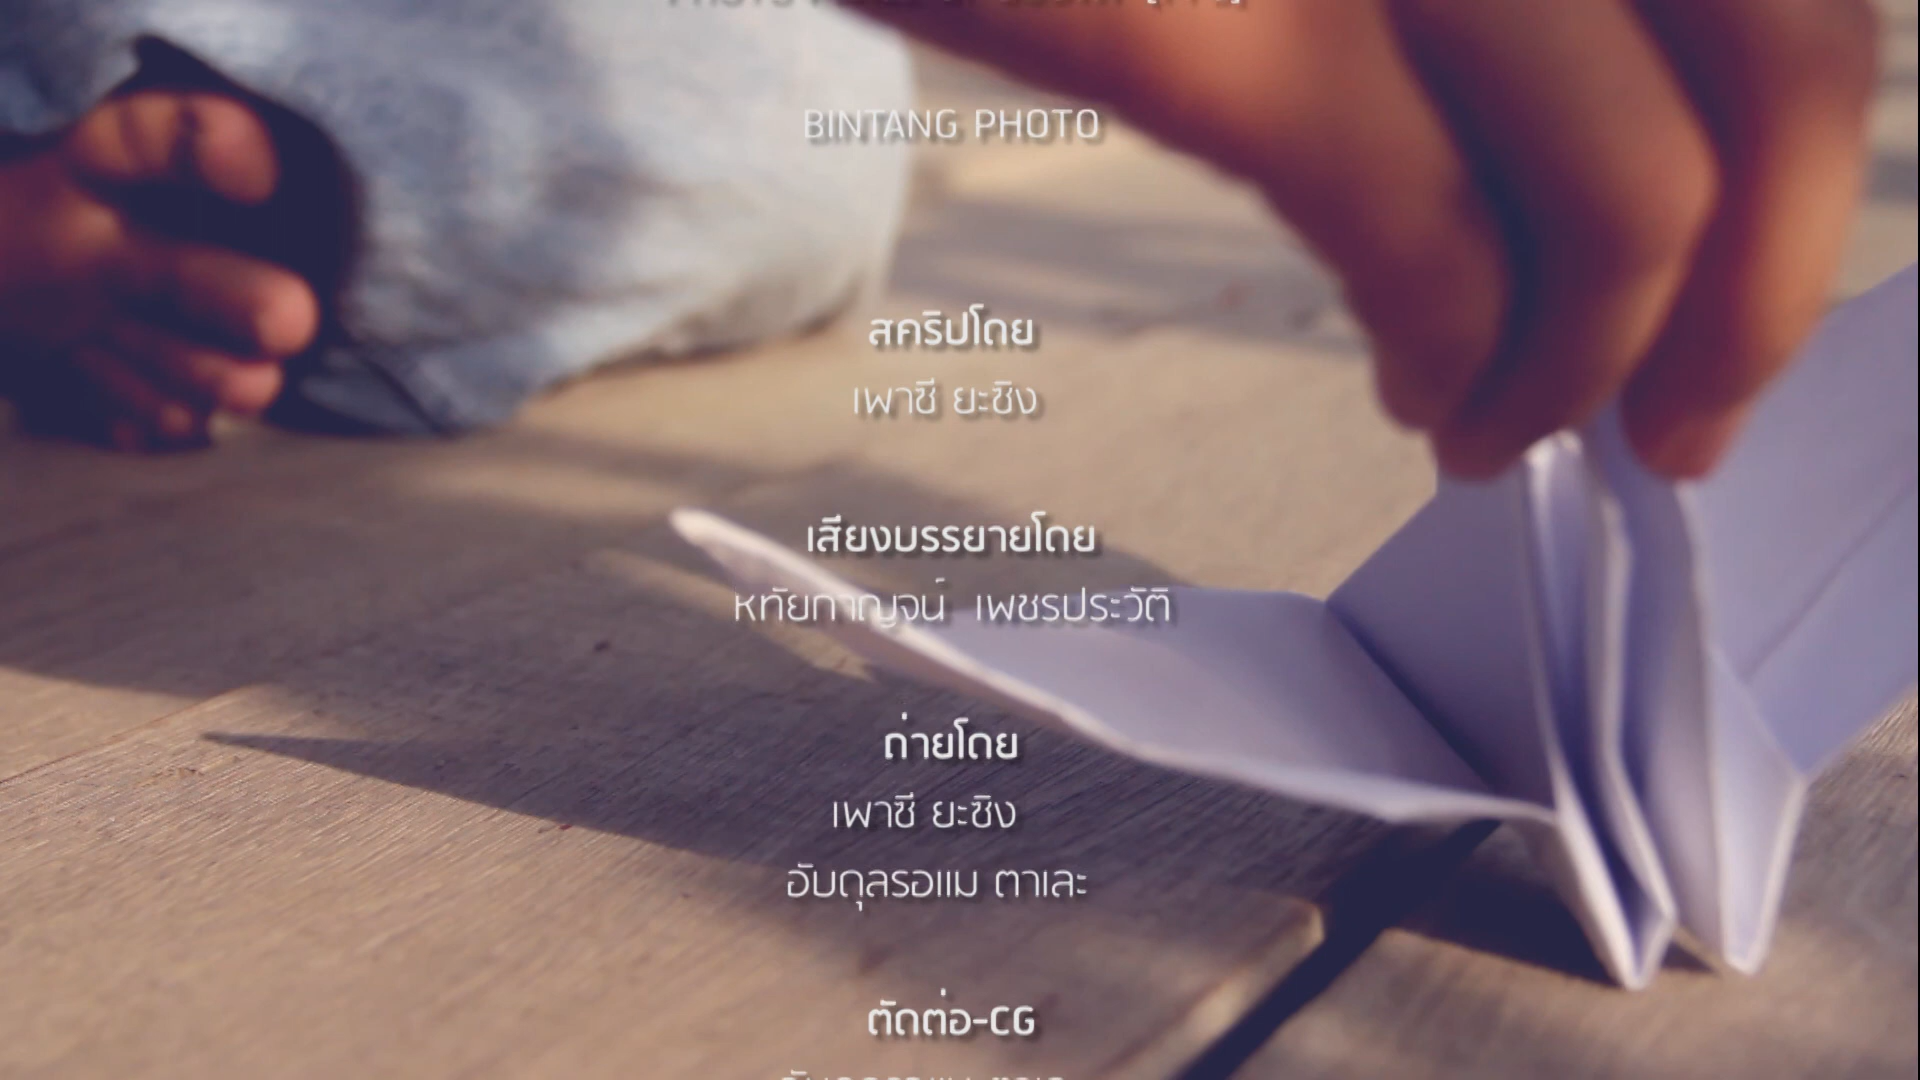 BINTANG PHOTO
สคริปโดย
เพาซี ยะซิง
เสียงบรรยายโดย
หทัยกาญจน์ เพชรประวัติ
ถ่ายโดย
เพาซี ยะซิง
อับดุลรอแม ตาเละ
ตัดต่อ-CG